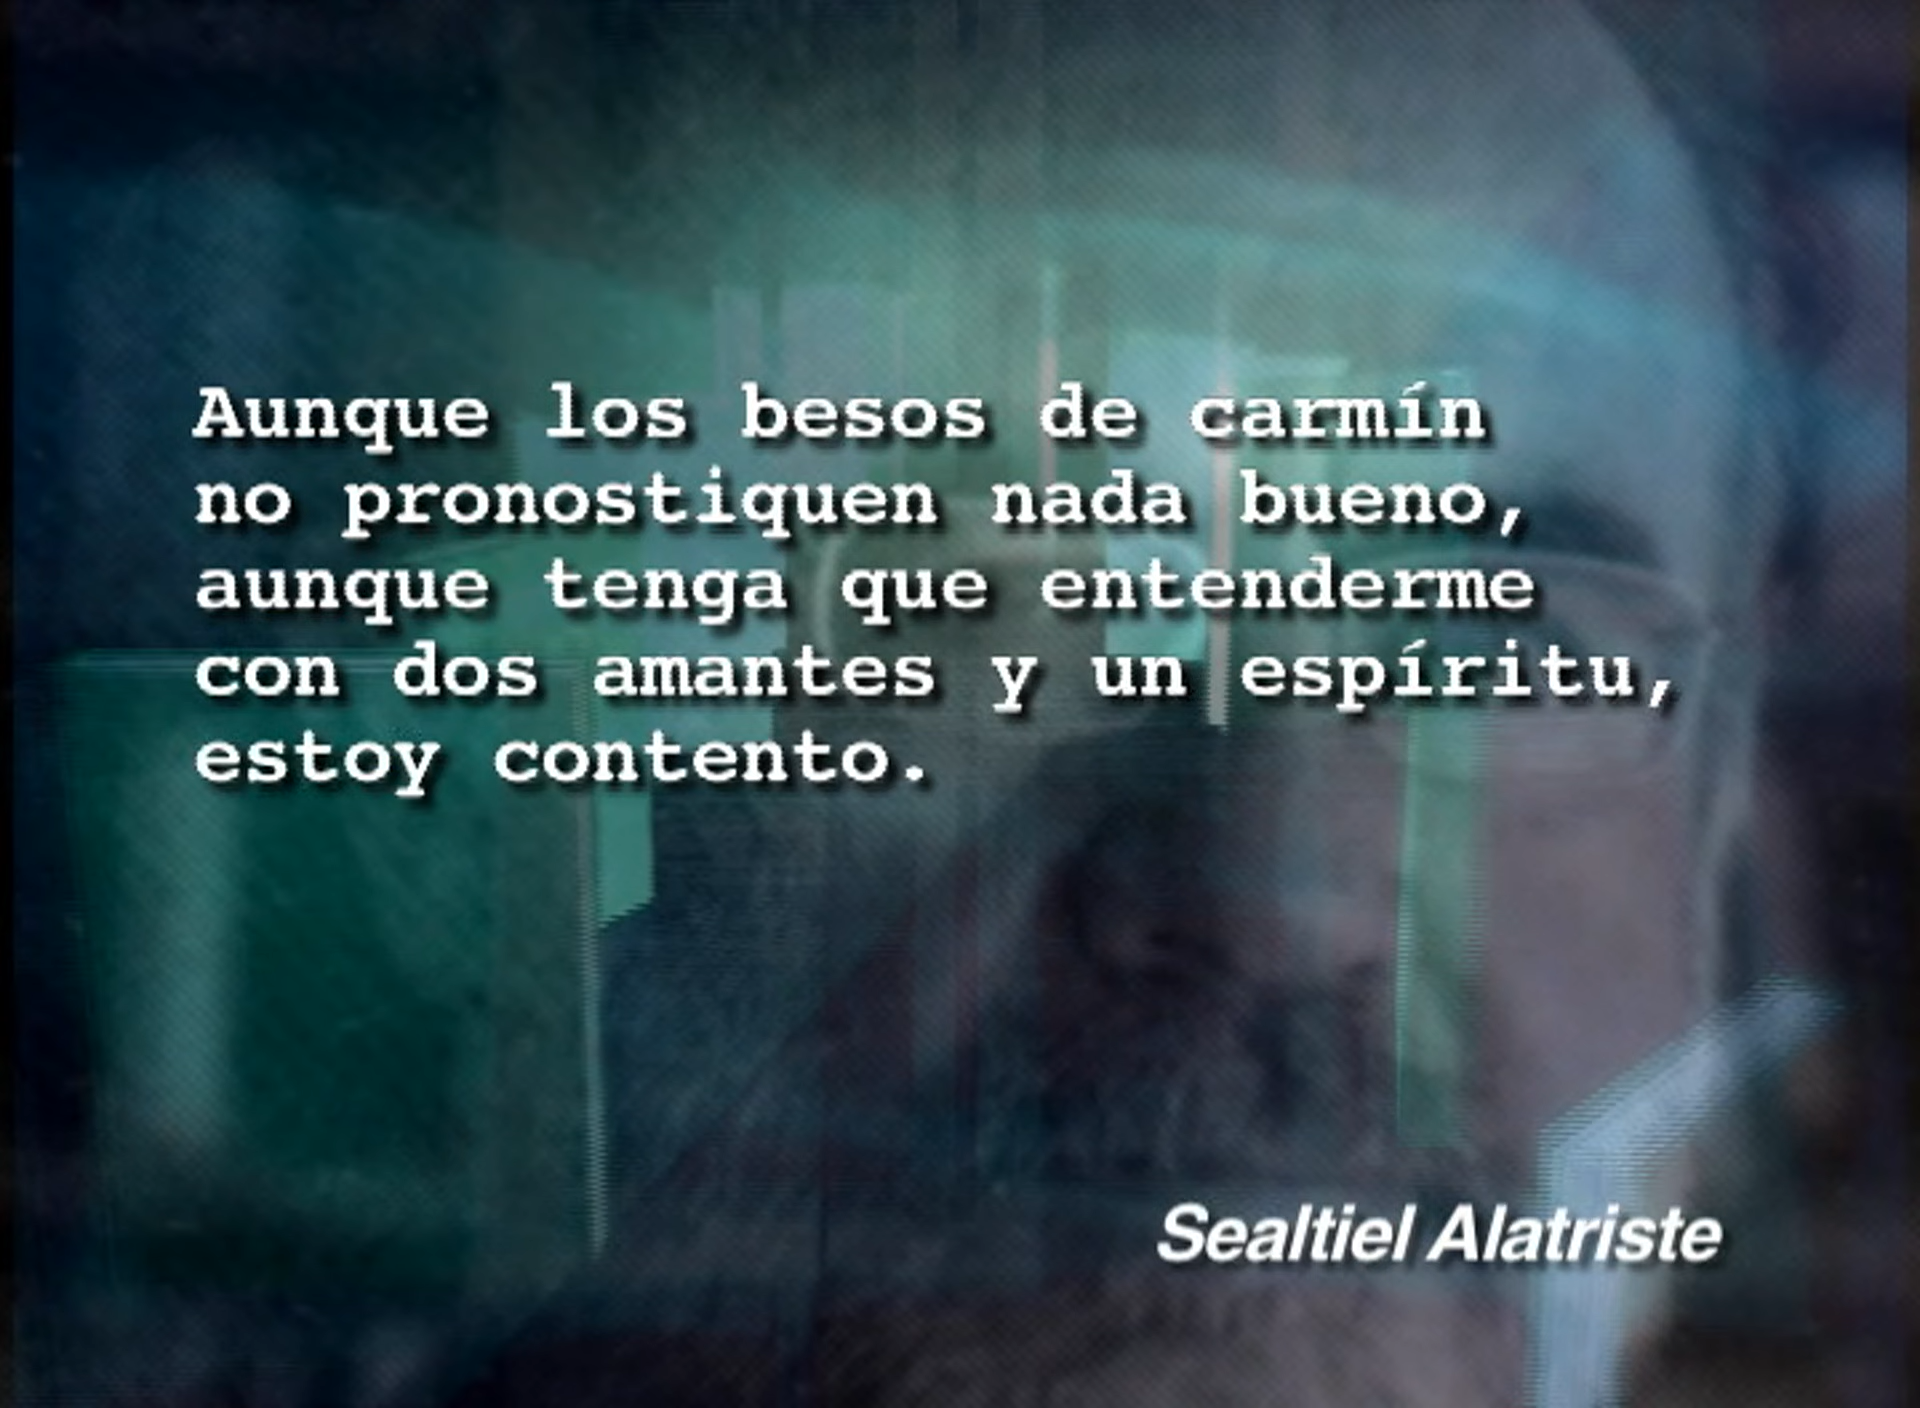 Aunque los besos de carmín
no pronostiquen nada bueno,
aunque tenga que entenderme
con dos amantes y un espíritu,
estoy contento.
Sealtiel Alatriste